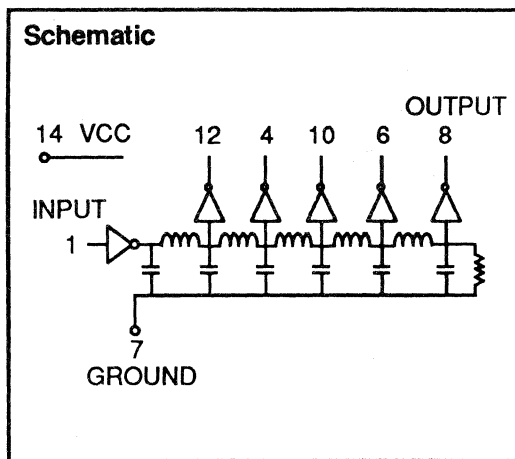 Schematic
OUTPUT
14 VCC 12 4 10 6 8
INPUT
1
7
GROUND